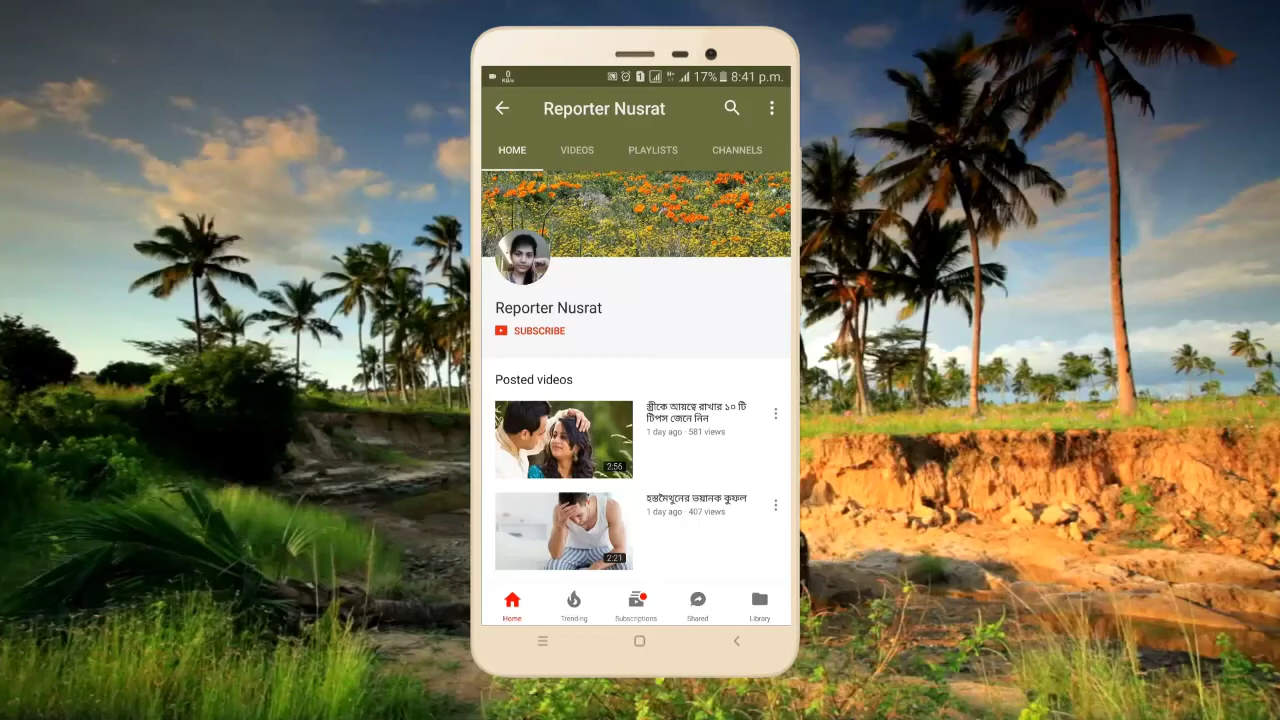 0
KB/s
17% 8:41 p.m.
Reporter Nusrat
HOME VIDEOS PLAYLISTS CHANNELS
Reporter Nusrat
SUBSCRIBE
Posted videos
স্ত্রীকে আয়ত্বে রাখার ১০ টি
টিপস জেনে নিন
1 day ago · 581 views
2:56
হস্তমৈথুনের ভয়ানক কুফল
1 day ago · 407 views
2:21
Home Trending Subscriptions Shared Library